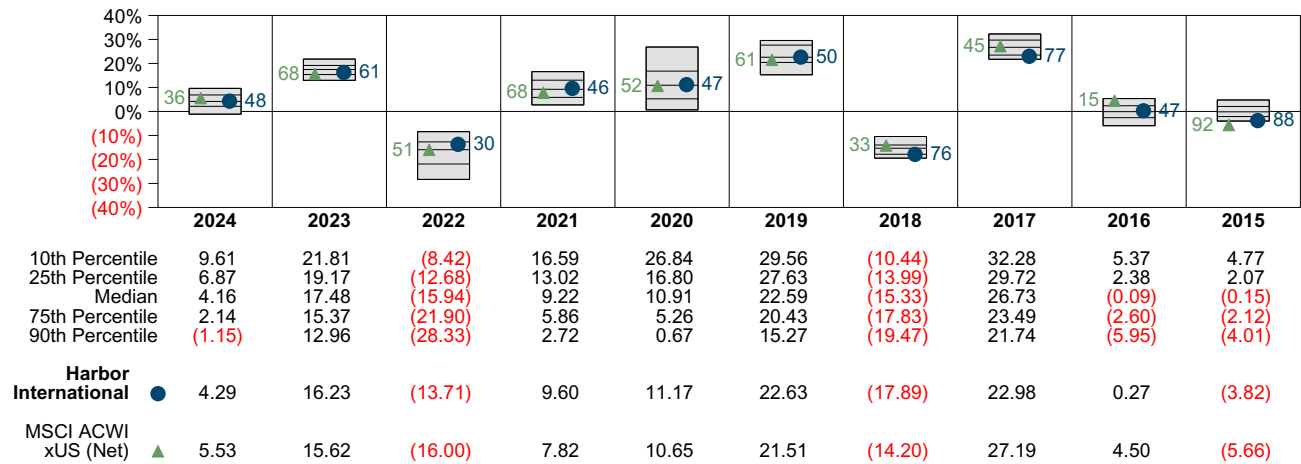 40%
30%
20%
10%
0%
(10%)
(20%)
(30%)
(40%)
36 48
68 61
51 30
68 46
52 47
61 50
33 76
45 77
15 47
92 88
2024 2023 2022 2021 2020 2019 2018 2017 2016 2015
10th Percentile 9.61 21.81 (8.42) 16.59 26.84 29.56 (10.44) 32.28 5.37 4.77
25th Percentile 6.87 19.17 (12.68) 13.02 16.80 27.63 (13.99) 29.72 2.38 2.07
Median 4.16 17.48 (15.94) 9.22 10.91 22.59 (15.33) 26.73 (0.09) (0.15)
75th Percentile 2.14 15.37 (21.90) 5.86 5.26 20.43 (17.83) 23.49 (2.60) (2.12)
90th Percentile (1.15) 12.96 (28.33) 2.72 0.67 15.27 (19.47) 21.74 (5.95) (4.01)
Harbor
International 4.29 16.23 (13.71) 9.60 11.17 22.63 (17.89) 22.98 0.27 (3.82)
MSCI ACWI
xUS (Net) 5.53 15.62 (16.00) 7.82 10.65 21.51 (14.20) 27.19 4.50 (5.66)